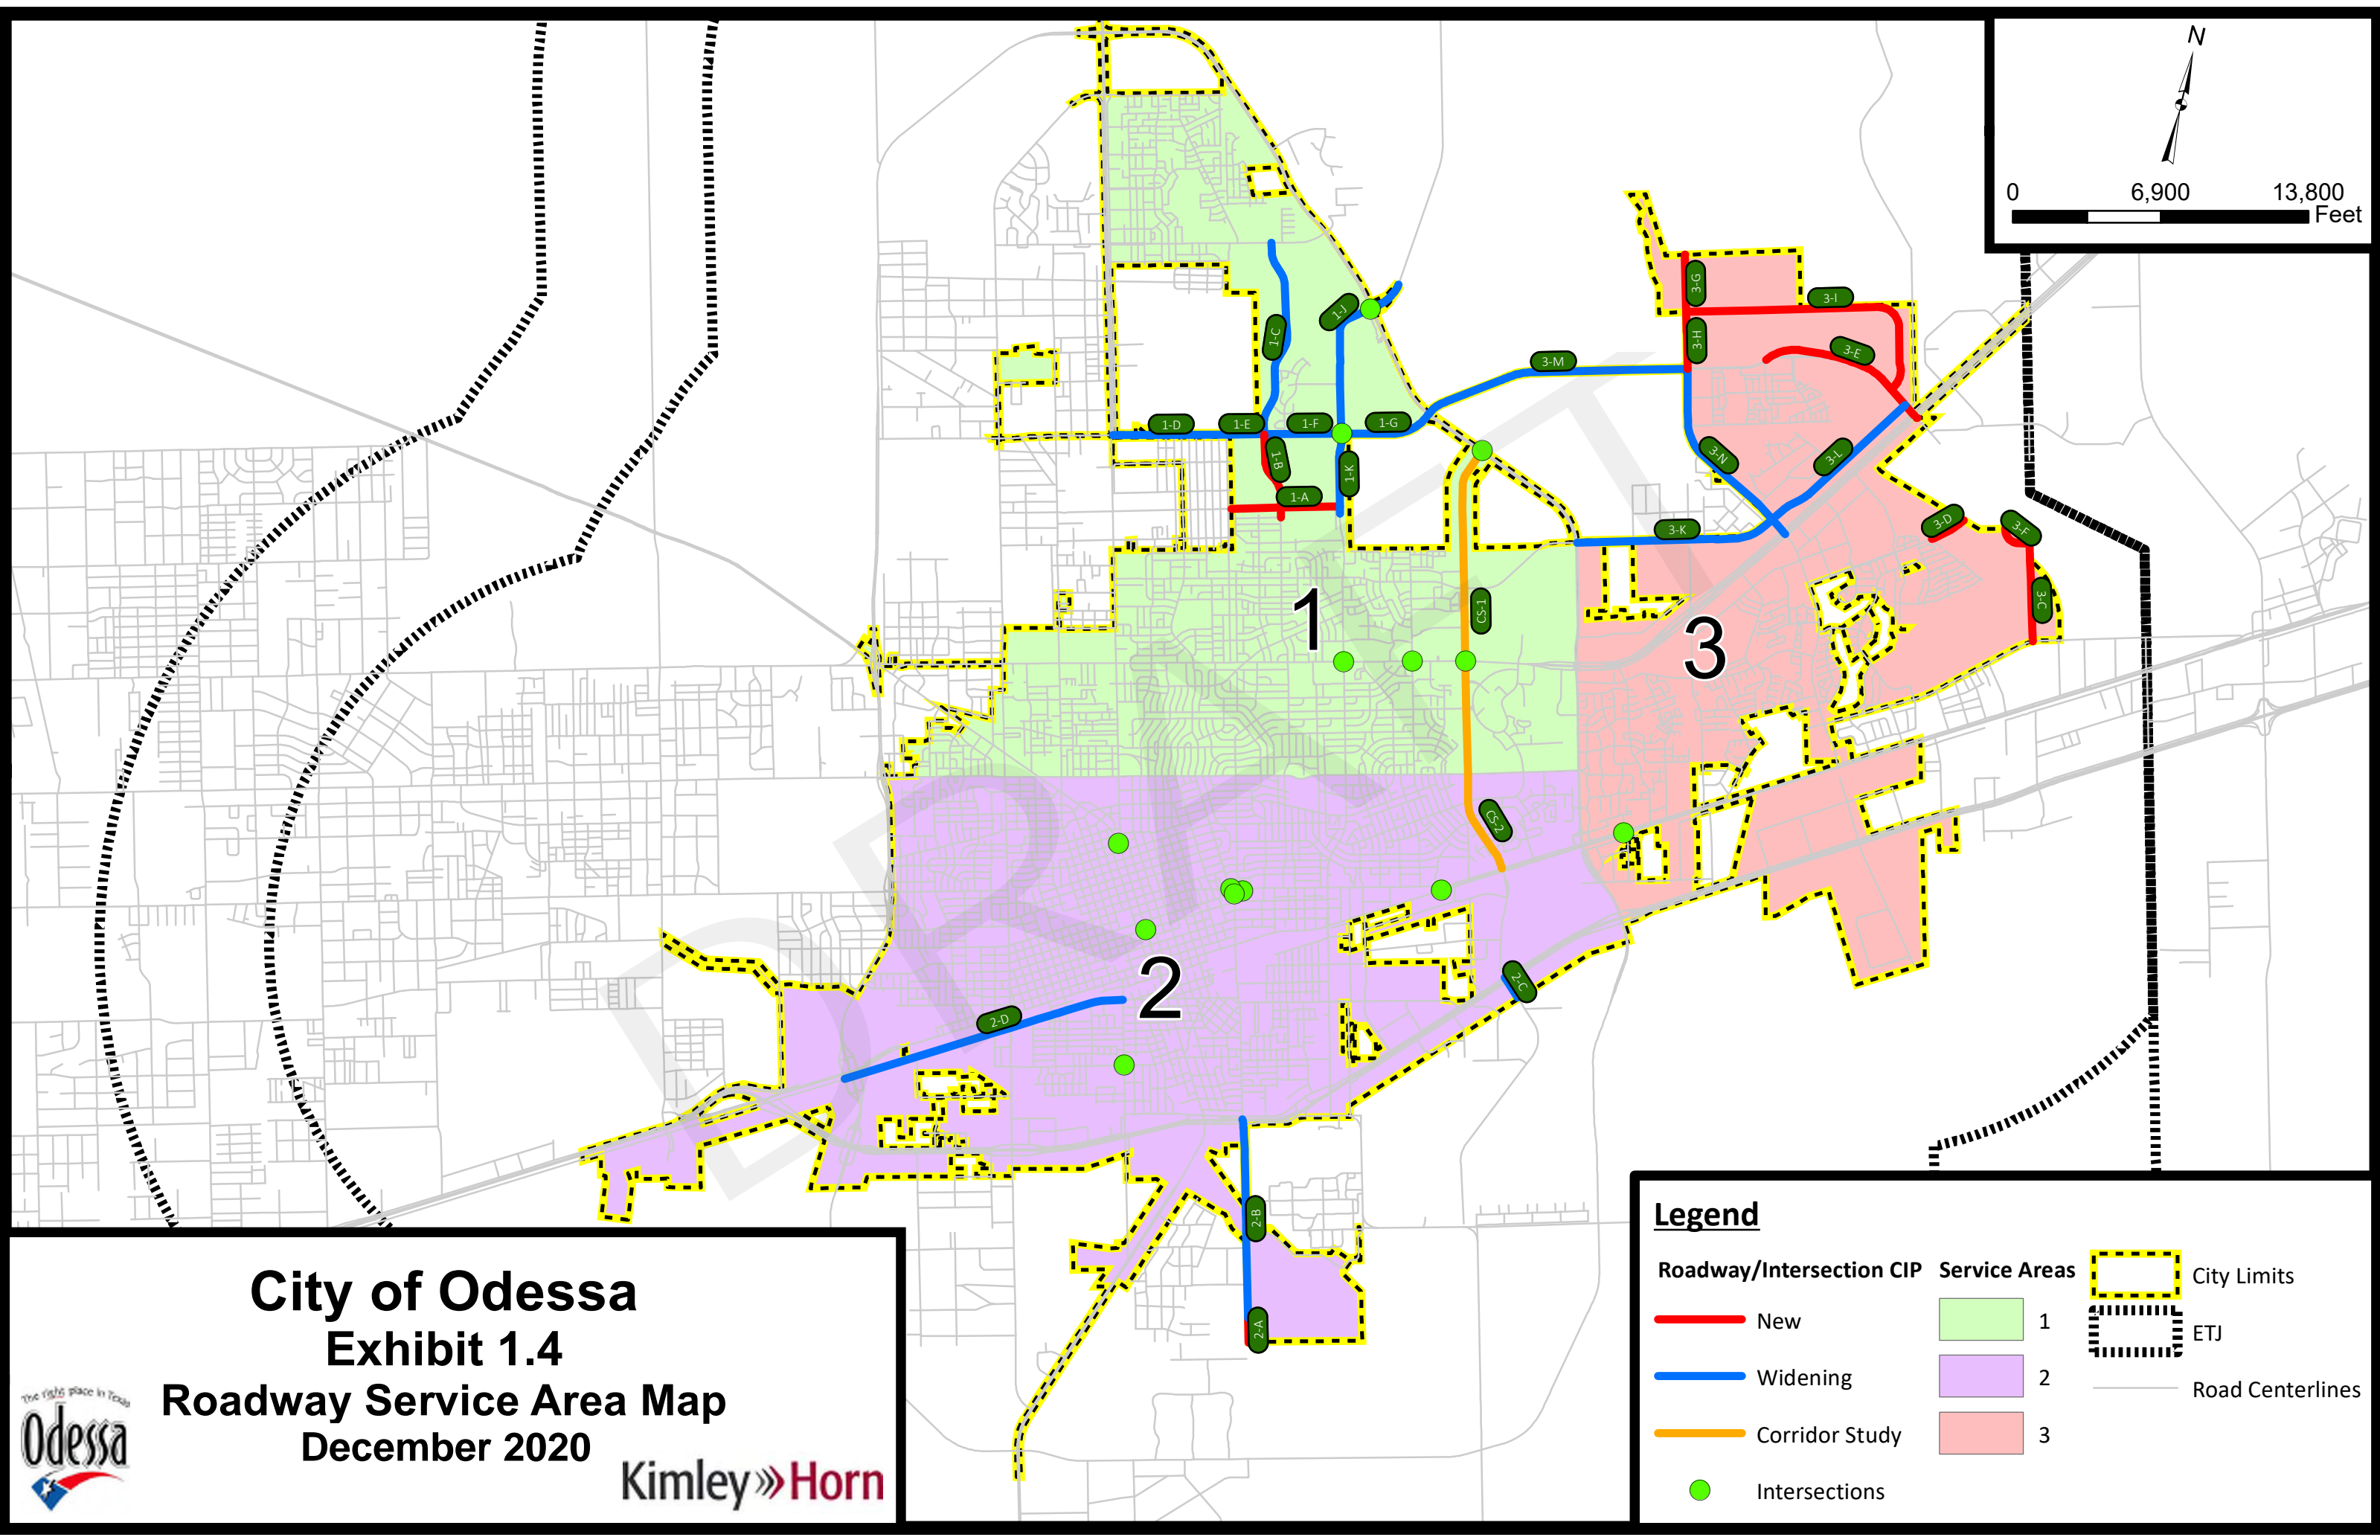 N
0 6,900 13,800
Feet
3-G
3-I
1-J
3-H
1-C
3-E
3-M
1-D
1-E
1-F
1-G
1-B
1-K
3-N
3-L
1-A
3-D
3-F
3-K
CS-1
3-C
1
3
DRAFT
CS-2
2
2-C
2-D
2-B
2-A
City of Odessa
Exhibit 1.4
Roadway Service Area Map
December 2020
The right place in Texas
Odessa
Kimley»Horn
Legend
Roadway/Intersection CIP
New
Widening
Corridor Study
Intersections
Service Areas
1
2
3
City Limits
ETJ
Road Centerlines